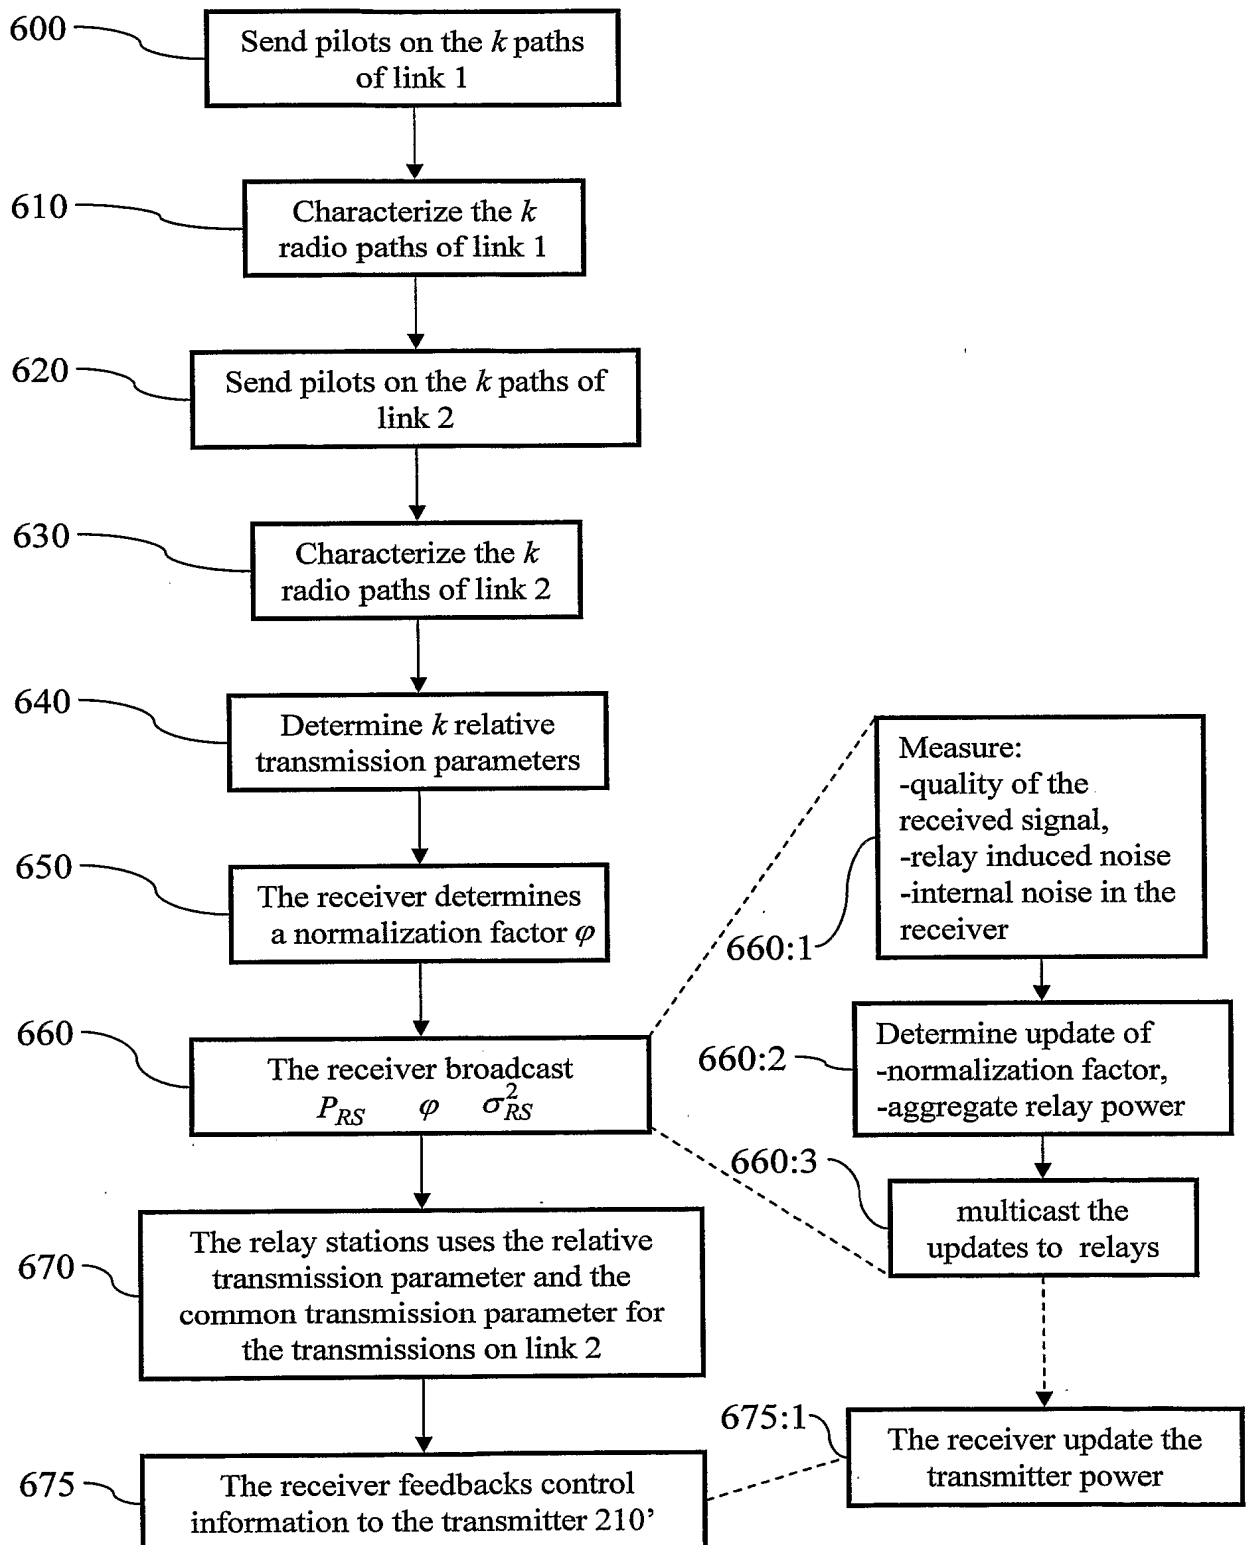 600
Send pilots on the k paths
of link 1
610
Characterize the k
radio paths of link 1
620
Send pilots on the k paths of
link 2
630
Characterize the k
radio paths of link 2
640
Determine k relative
transmission parameters
650
The receiver determines
a normalization factor φ
660
The receiver broadcast
P_RS φ σ²_RS
670
The relay stations uses the relative
transmission parameter and the
common transmission parameter for
the transmissions on link 2
675
The receiver feedbacks control
information to the transmitter 210’
660:1
Measure:
-quality of the
received signal,
-relay induced noise
-internal noise in the
receiver
660:2
Determine update of
-normalization factor,
-aggregate relay power
660:3
multicast the
updates to relays
675:1
The receiver update the
transmitter power